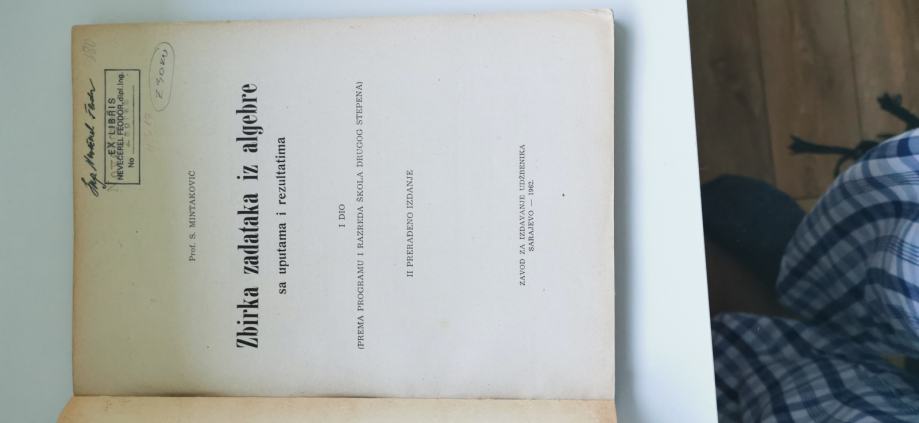 EX LIBRIS
NEVEČEREL FEODOR, dipl. ing.
No
Prof. S. MINTAKOVIĆ
Zbirka zadataka iz algebre
sa uputama i rezultatima
I DIO
(PREMA PROGRAMU I RAZREDA ŠKOLA DRUGOG STEPENA)
II PRERAĐENO IZDANJE
ZAVOD ZA IZDAVANJE UDŽBENIKA
SARAJEVO — 1962.